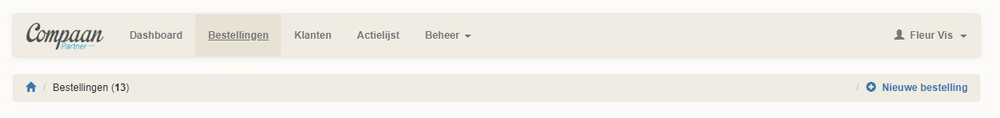 Compaan Partner Dashboard Bestellingen Klanten Actielijst Beheer Fleur Vis
/ Bestellingen (13) / Nieuwe bestelling